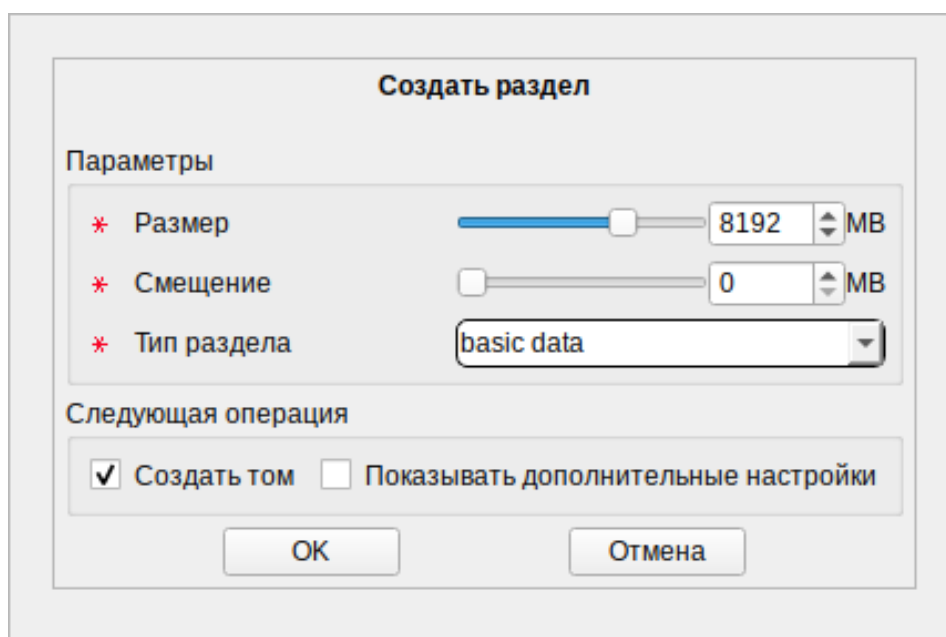 Создать раздел
Параметры
* Размер 8192 MB
* Смещение 0 MB
* Тип раздела basic data
Следующая операция
Создать том Показывать дополнительные настройки
OK Отмена